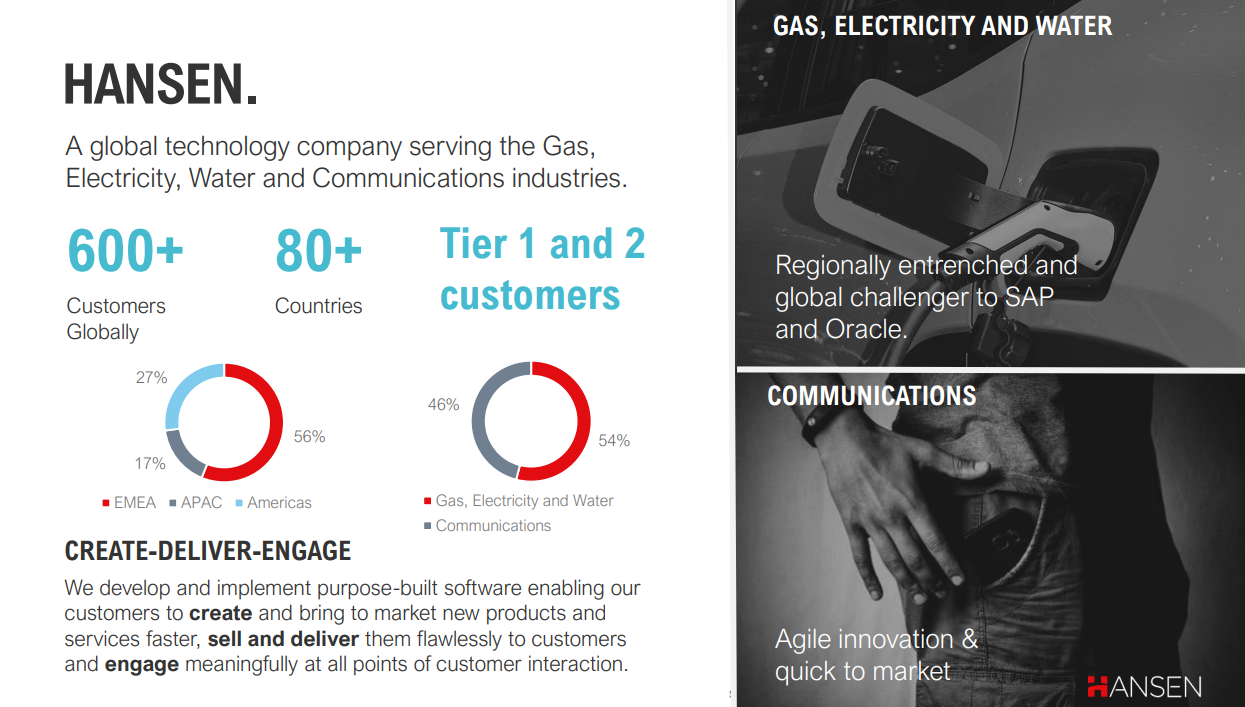 HANSEN.
A global technology company serving the Gas,
Electricity, Water and Communications industries.
600+
Customers
Globally
80+
Countries
Tier 1 and 2
customers
27%
56%
17%
EMEA APAC Americas
46%
54%
Gas, Electricity and Water
Communications
CREATE-DELIVER-ENGAGE
We develop and implement purpose-built software enabling our
customers to create and bring to market new products and
services faster, sell and deliver them flawlessly to customers
and engage meaningfully at all points of customer interaction.
GAS, ELECTRICITY AND WATER
Regionally entrenched and
global challenger to SAP
and Oracle.
COMMUNICATIONS
Agile innovation &
quick to market
HANSEN